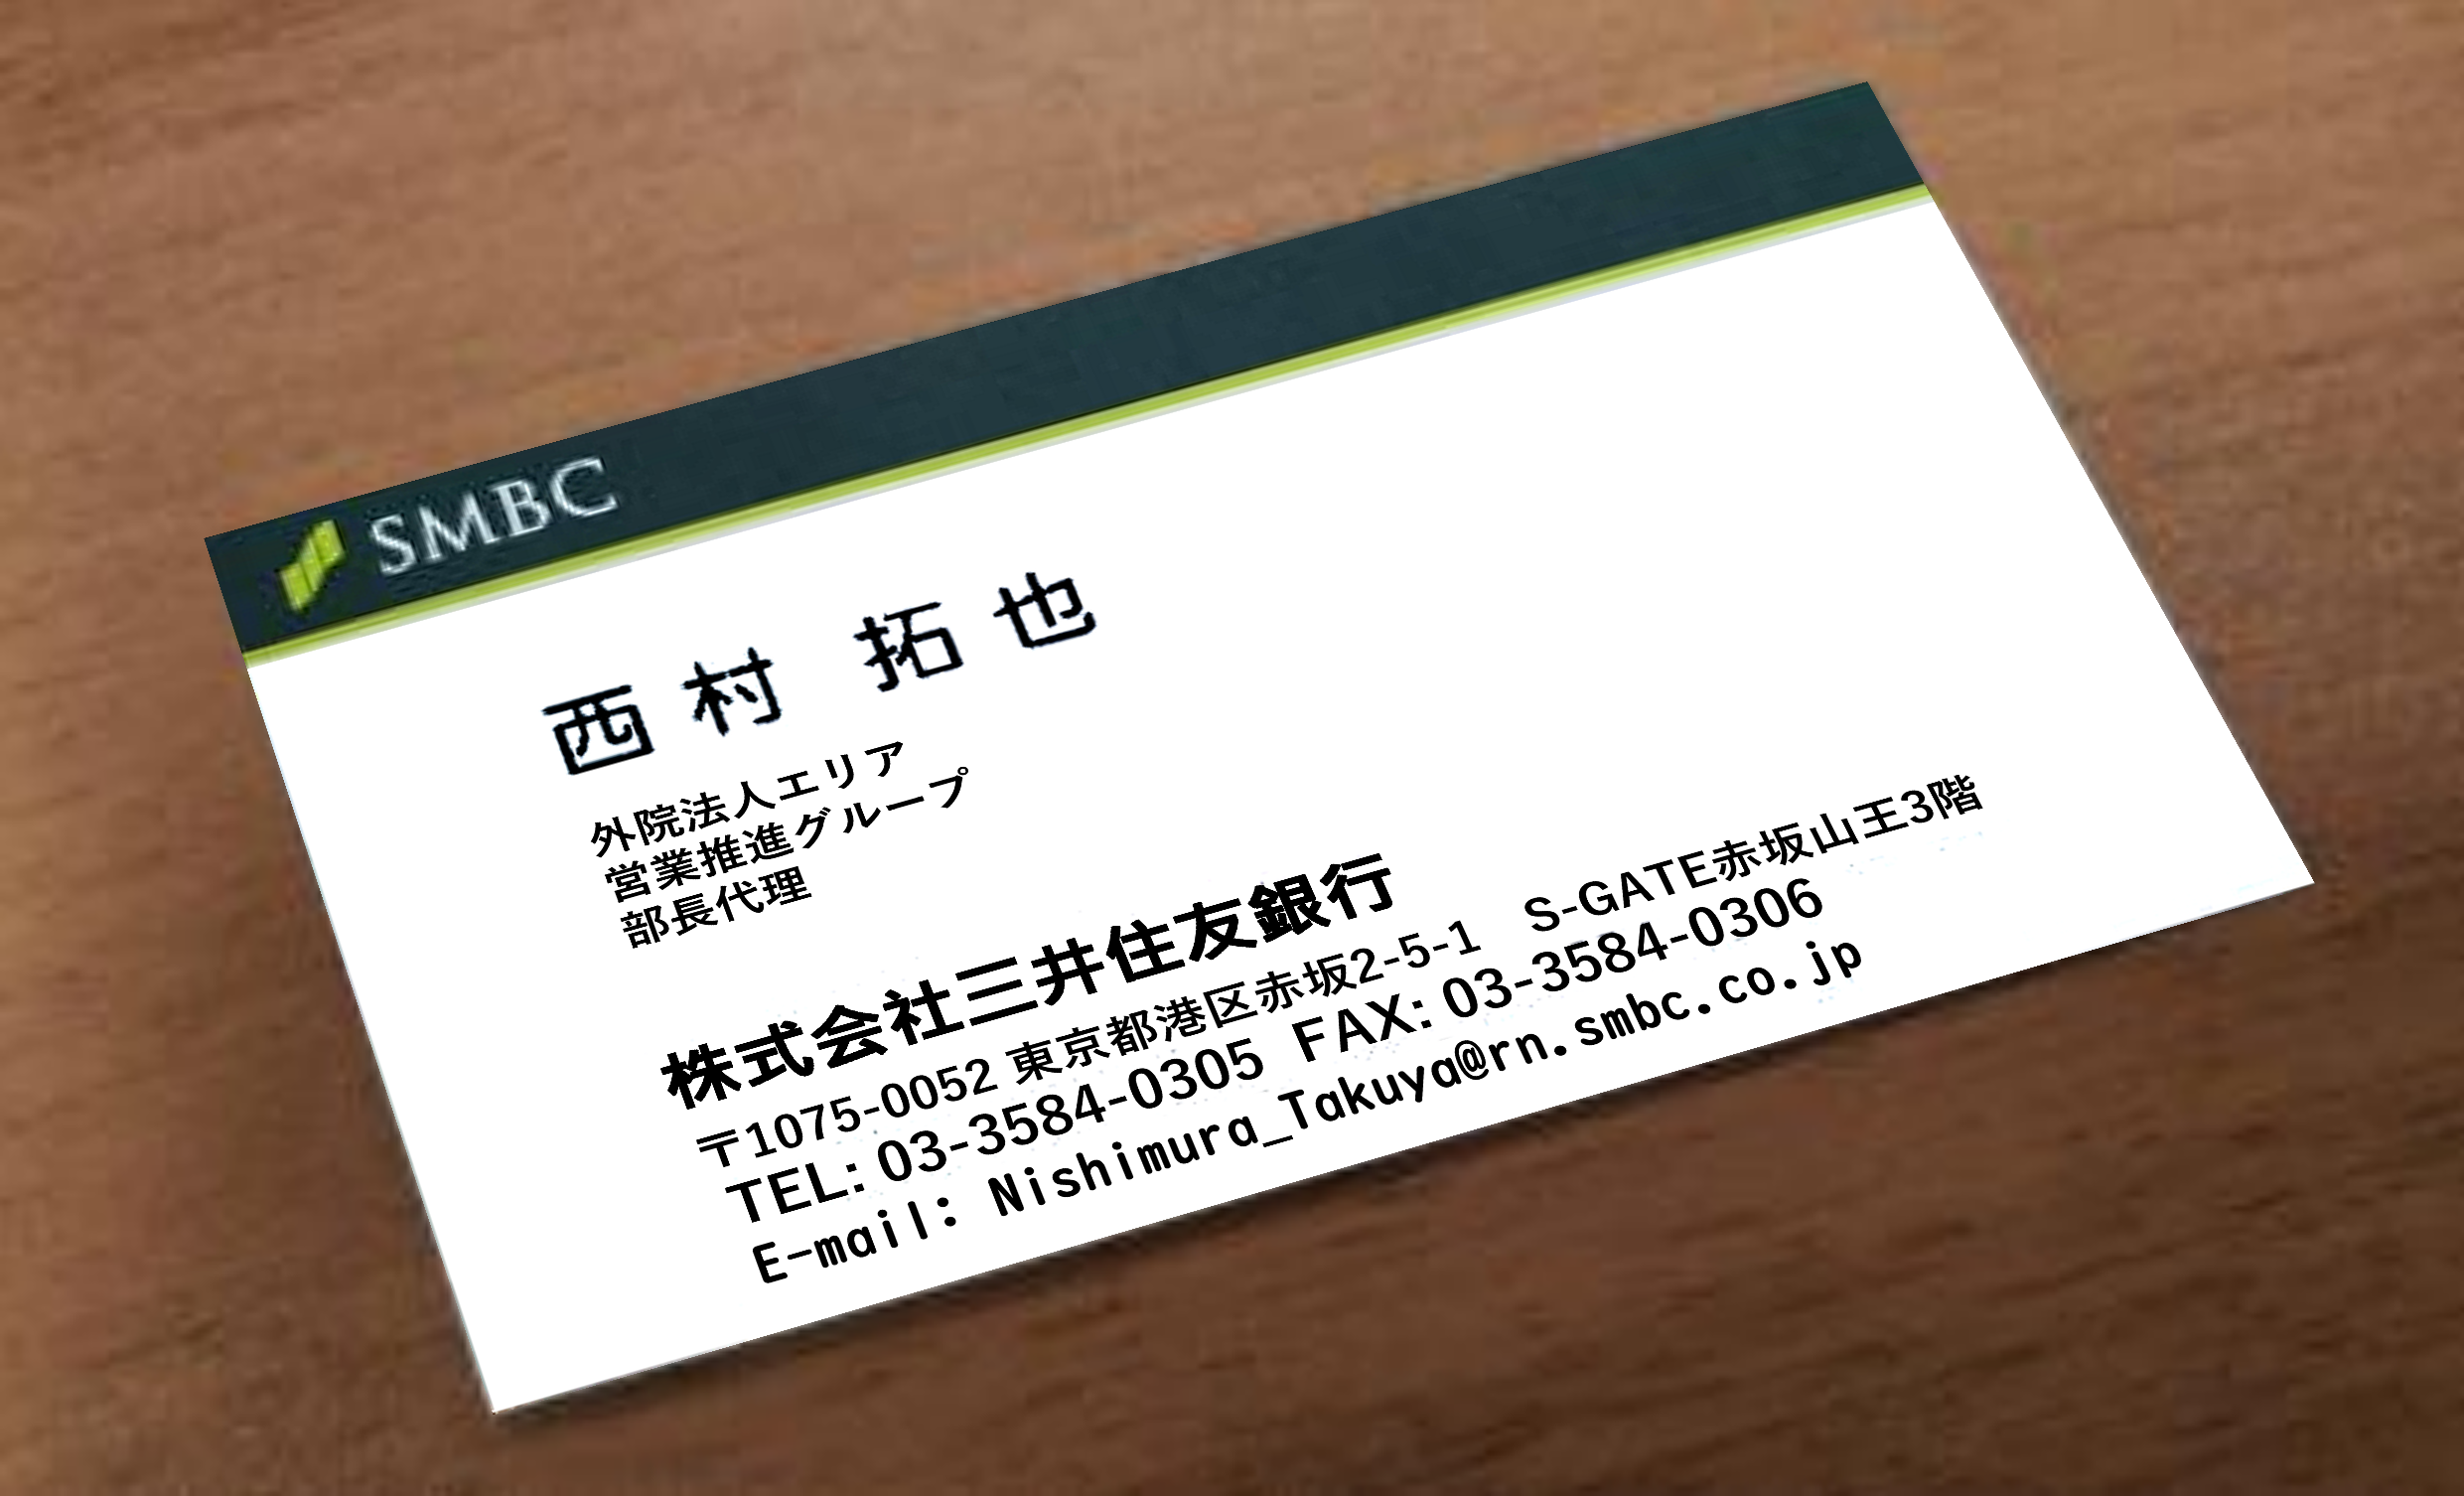 SMBC
西村 拓也
外院法人エリア
営業推進グループ
部長代理
株式会社三井住友銀行
〒1075-0052 東京都港区赤坂2-5-1　S-GATE赤坂山王3階
TEL: 03-3584-0305 FAX: 03-3584-0306
E-mail: Nishimura_Takuya@rn.smbc.co.jp